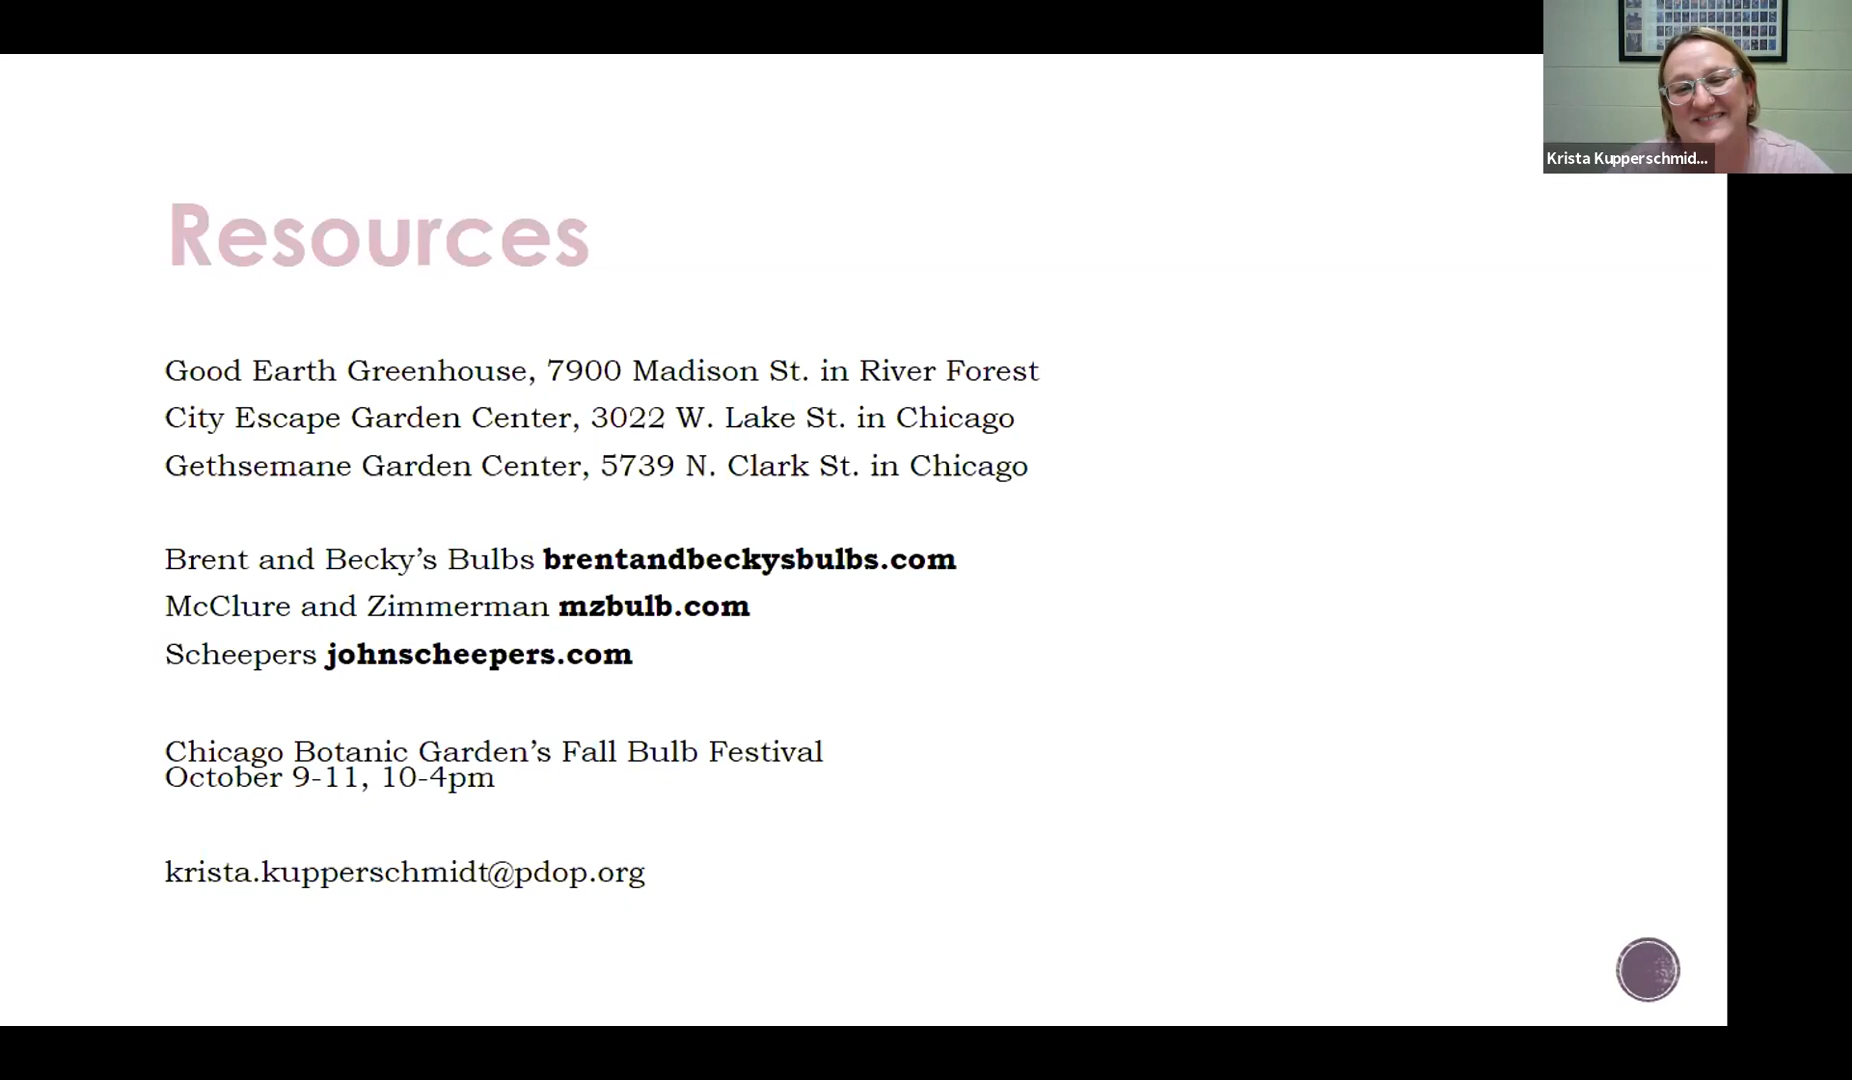 Krista Kupperschmid...
Resources
Good Earth Greenhouse, 7900 Madison St. in River Forest
City Escape Garden Center, 3022 W. Lake St. in Chicago
Gethsemane Garden Center, 5739 N. Clark St. in Chicago
Brent and Becky’s Bulbs brentandbeckysbulbs.com
McClure and Zimmerman mzbulb.com
Scheepers johnscheepers.com
Chicago Botanic Garden’s Fall Bulb Festival
October 9-11, 10-4pm
krista.kupperschmidt@pdop.org